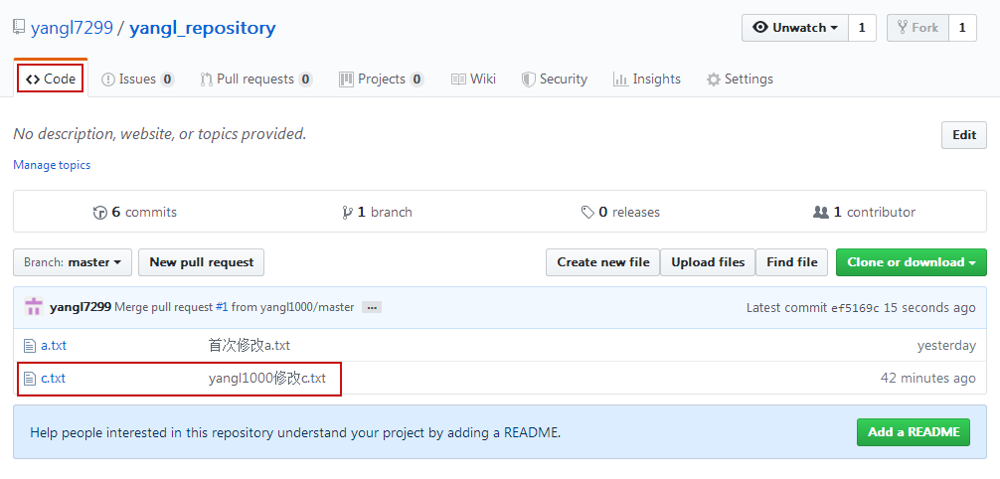 yangl7299 / yangl_repository
Unwatch 1 Fork 1
Code Issues 0 Pull requests 0 Projects 0 Wiki Security Insights Settings
No description, website, or topics provided. Edit
Manage topics
6 commits 1 branch 0 releases 1 contributor
Branch: master New pull request Create new file Upload files Find file Clone or download
yangl7299 Merge pull request #1 from yangl1000/master ... Latest commit ef5169c 15 seconds ago
a.txt 首次修改a.txt yesterday
c.txt yangl1000修改c.txt 42 minutes ago
Help people interested in this repository understand your project by adding a README. Add a README